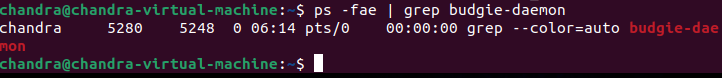 chandra@chandra-virtual-machine:~$ ps -fae | grep budgie-daemon
chandra     5280    5248  0 06:14 pts/0    00:00:00 grep --color=auto budgie-dae
mon
chandra@chandra-virtual-machine:~$